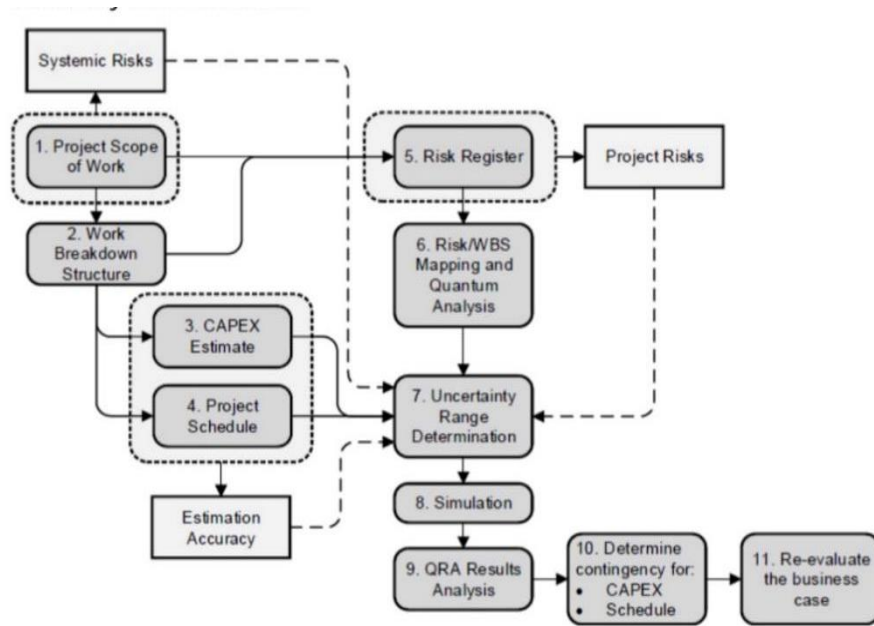 Systemic Risks
1. Project Scope
of Work
5. Risk Register
Project Risks
2. Work
Breakdown
Structure
6. Risk/WBS
Mapping and
Quantum
Analysis
3. CAPEX
Estimate
4. Project
Schedule
7. Uncertainty
Range
Determination
Estimation
Accuracy
8. Simulation
9. QRA Results
Analysis
10. Determine
contingency for:
• CAPEX
• Schedule
11. Re-evaluate
the business
case